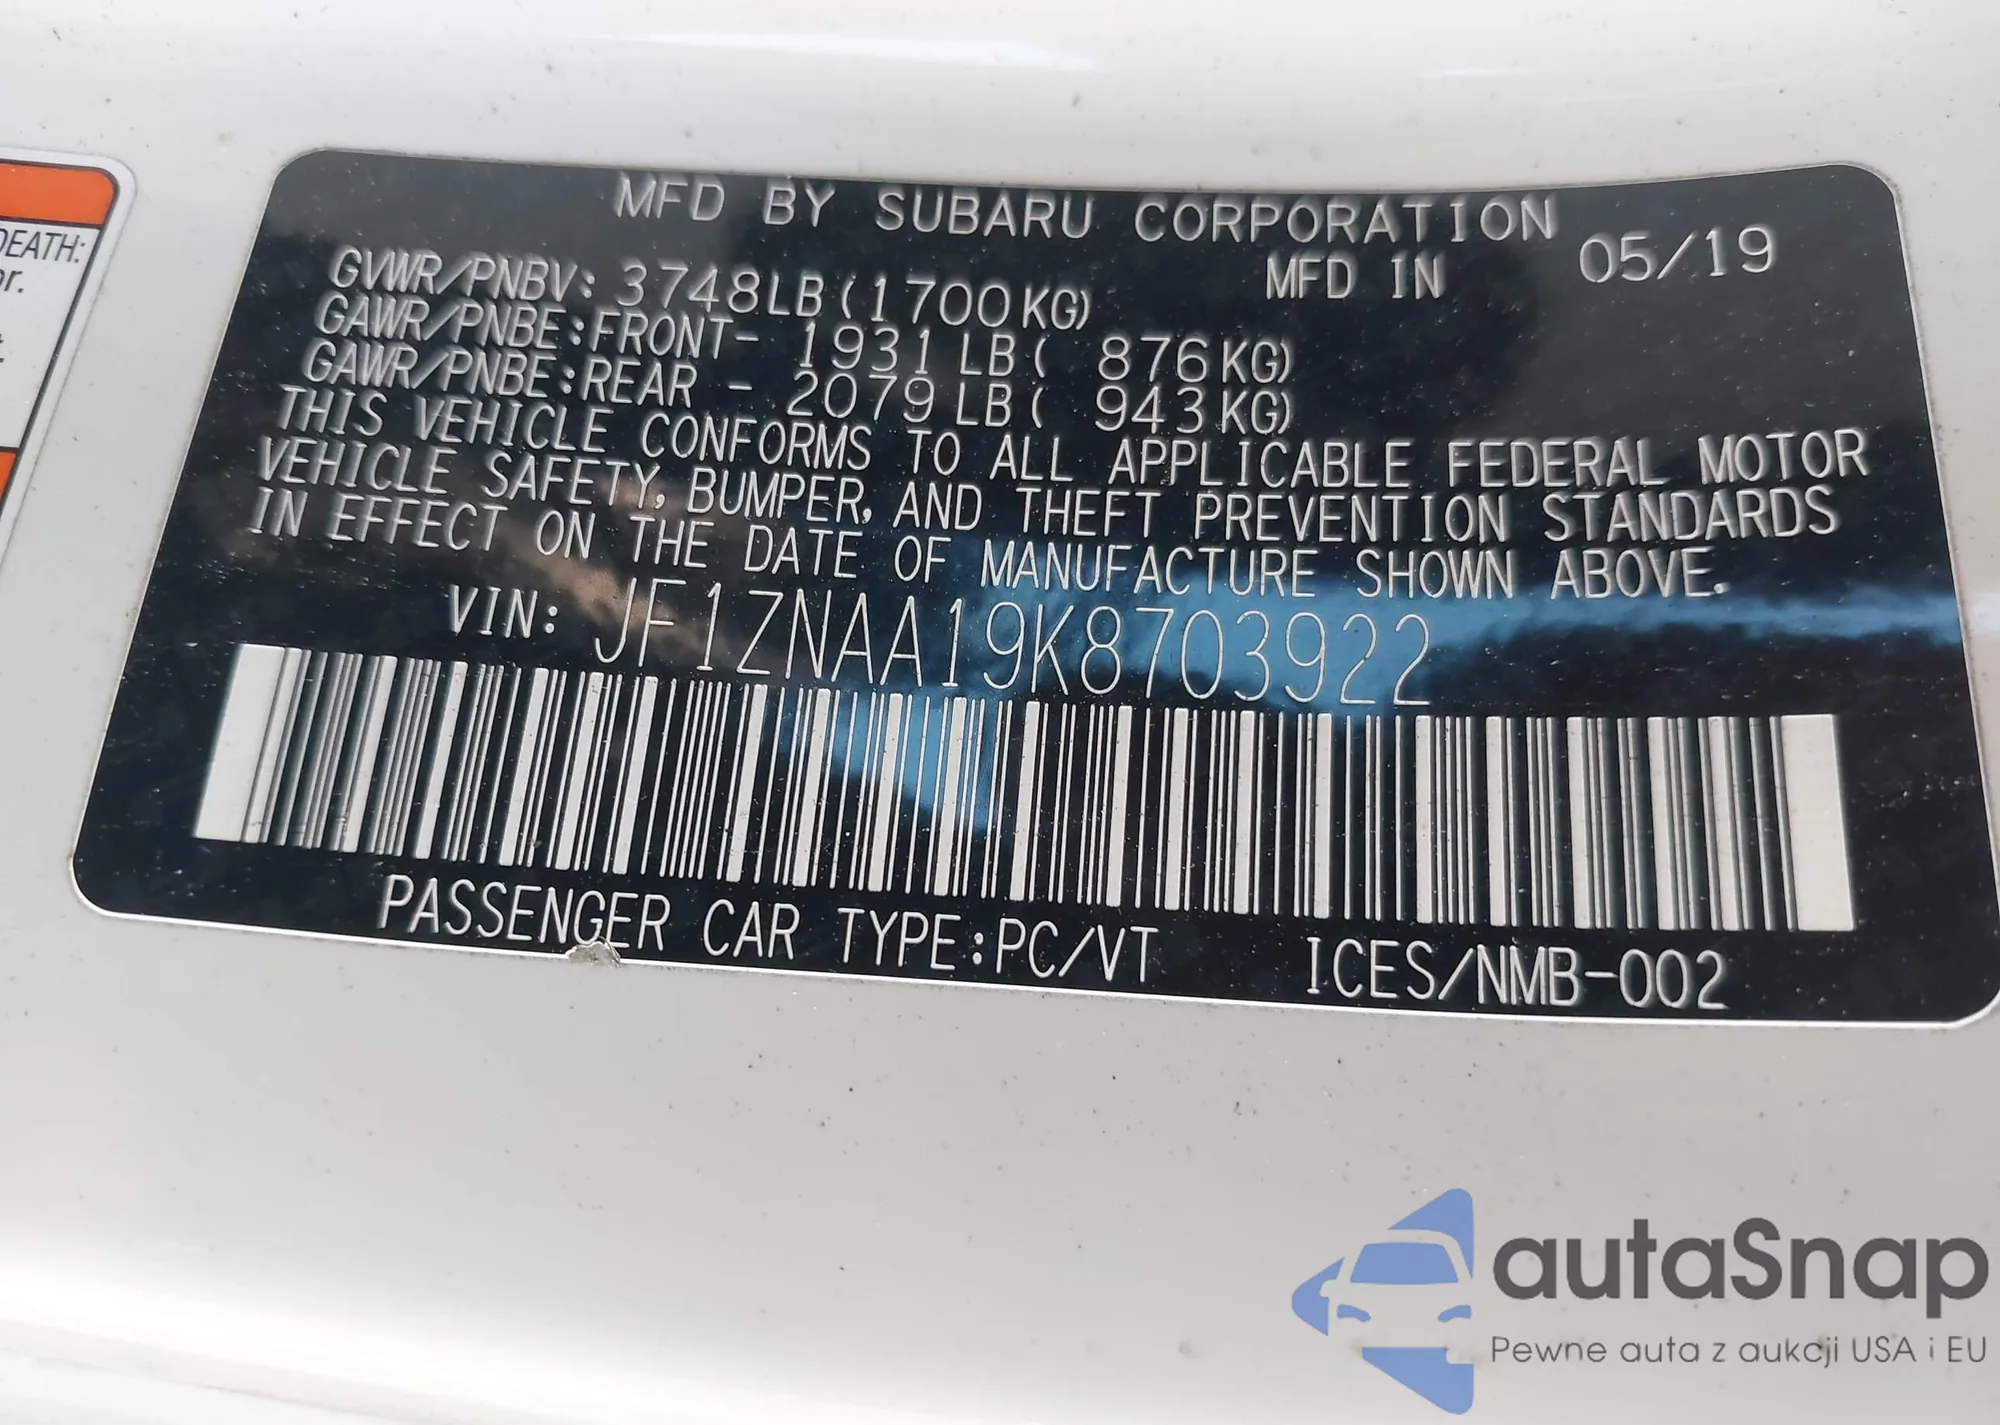 DEATH:
or.
t.
MFD BY SUBARU CORPORATION
MFD IN 05/19
GVWR/PNBV: 3748LB(1700KG)
GAWR/PNBE:FRONT- 1931LB( 876KG)
GAWR/PNBE:REAR - 2079LB( 943KG)
THIS VEHICLE CONFORMS TO ALL APPLICABLE FEDERAL MOTOR
VEHICLE SAFETY, BUMPER, AND THEFT PREVENTION STANDARDS
IN EFFECT ON THE DATE OF MANUFACTURE SHOWN ABOVE.
VIN: JF1ZNAA19K8703922
PASSENGER CAR TYPE:PC/VT ICES/NMB-002
autaSnap
Pewne auta z aukcji USA i EU